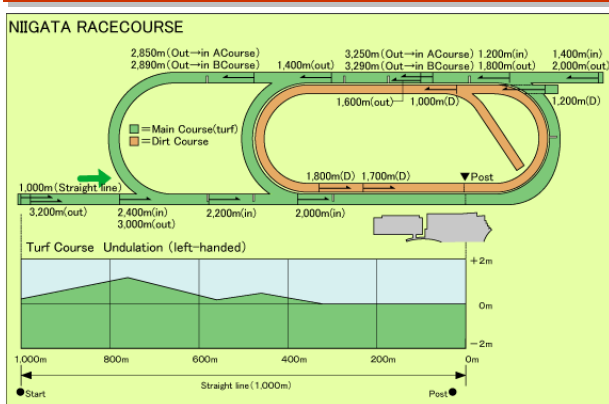 NIIGATA RACECOURSE
2,850m(Out→in ACourse)
2,890m(Out→in BCourse)
1,400m(out)
3,250m(Out→in ACourse)
3,290m(Out→in BCourse)
1,200m(in)
1,800m(out)
1,400m(in)
2,000m(out)
1,600m(out)
1,000m(D)
1,200m(D)
=Main Course(turf)
=Dirt Course
1,800m(D)
1,700m(D)
▼Post
1,000m(Straight line)
3,200m(out)
2,400m(in)
3,000m(out)
2,200m(in)
2,000m(in)
Turf Course Undulation (left-handed)
+2m
0m
-2m
1,000m 800m 600m 400m 200m 0m
Straight line(1,000m)
●Start
Post●